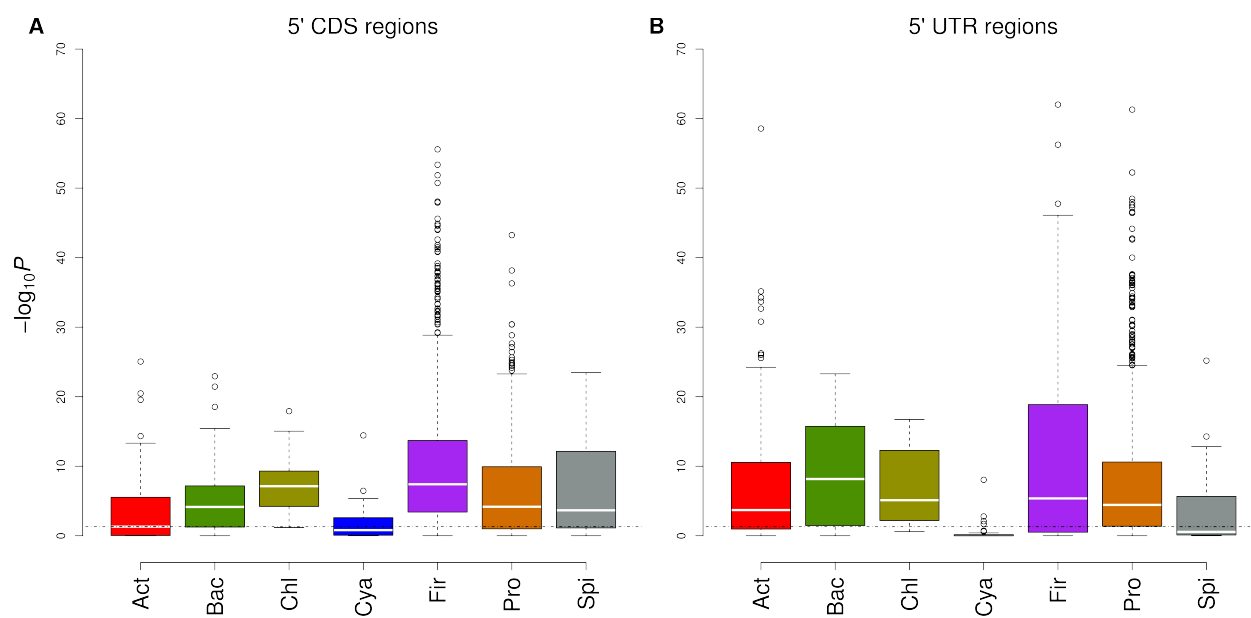 A
5' CDS regions
−log₁₀P
70
60
50
40
30
20
10
0
Act
Bac
Chl
Cya
Fir
Pro
Spi
B
5' UTR regions
70
60
50
40
30
20
10
0
Act
Bac
Chl
Cya
Fir
Pro
Spi